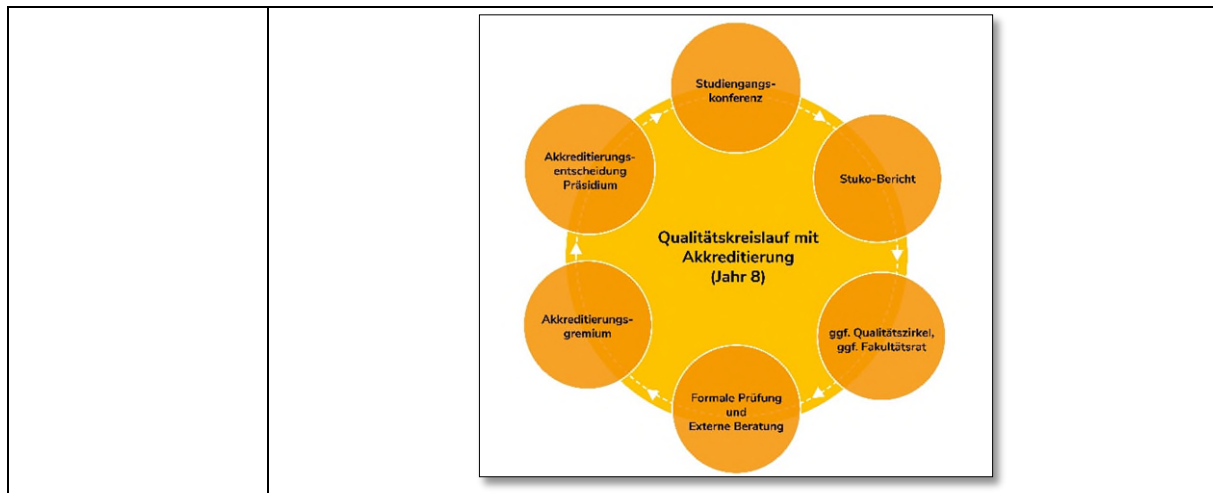 Studiengangs-
konferenz
Stuko-Bericht
ggf. Qualitätszirkel,
ggf. Fakultätsrat
Formale Prüfung
und
Externe Beratung
Akkreditierungs-
gremium
Akkreditierungs-
entscheidung
Präsidium
Qualitätskreislauf mit
Akkreditierung
(Jahr 8)